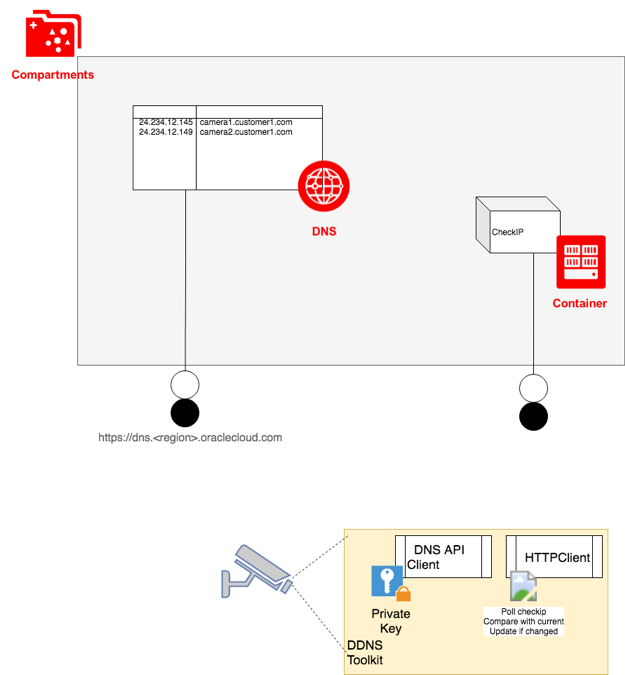 Compartments
24.234.12.145 camera1.customer1.com
24.234.12.149 camera2.customer1.com
DNS
CheckIP
Container
https://dns.<region>.oraclecloud.com
DNS API
Client
HTTPClient
Private
Key
Poll checkip
Compare with current
Update if changed
DDNS
Toolkit